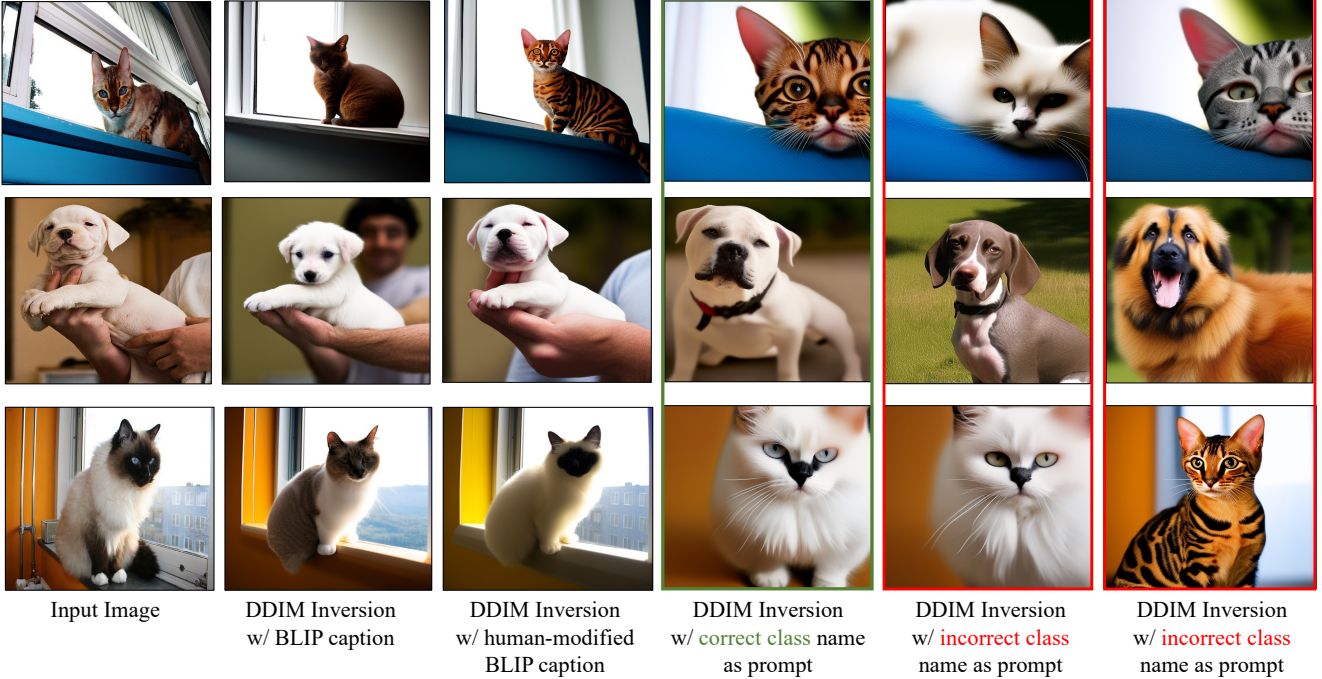 Input Image
DDIM Inversion
w/ BLIP caption
DDIM Inversion
w/ human-modified
BLIP caption
DDIM Inversion
w/ correct class name
as prompt
DDIM Inversion
w/ incorrect class
name as prompt
DDIM Inversion
w/ incorrect class
name as prompt